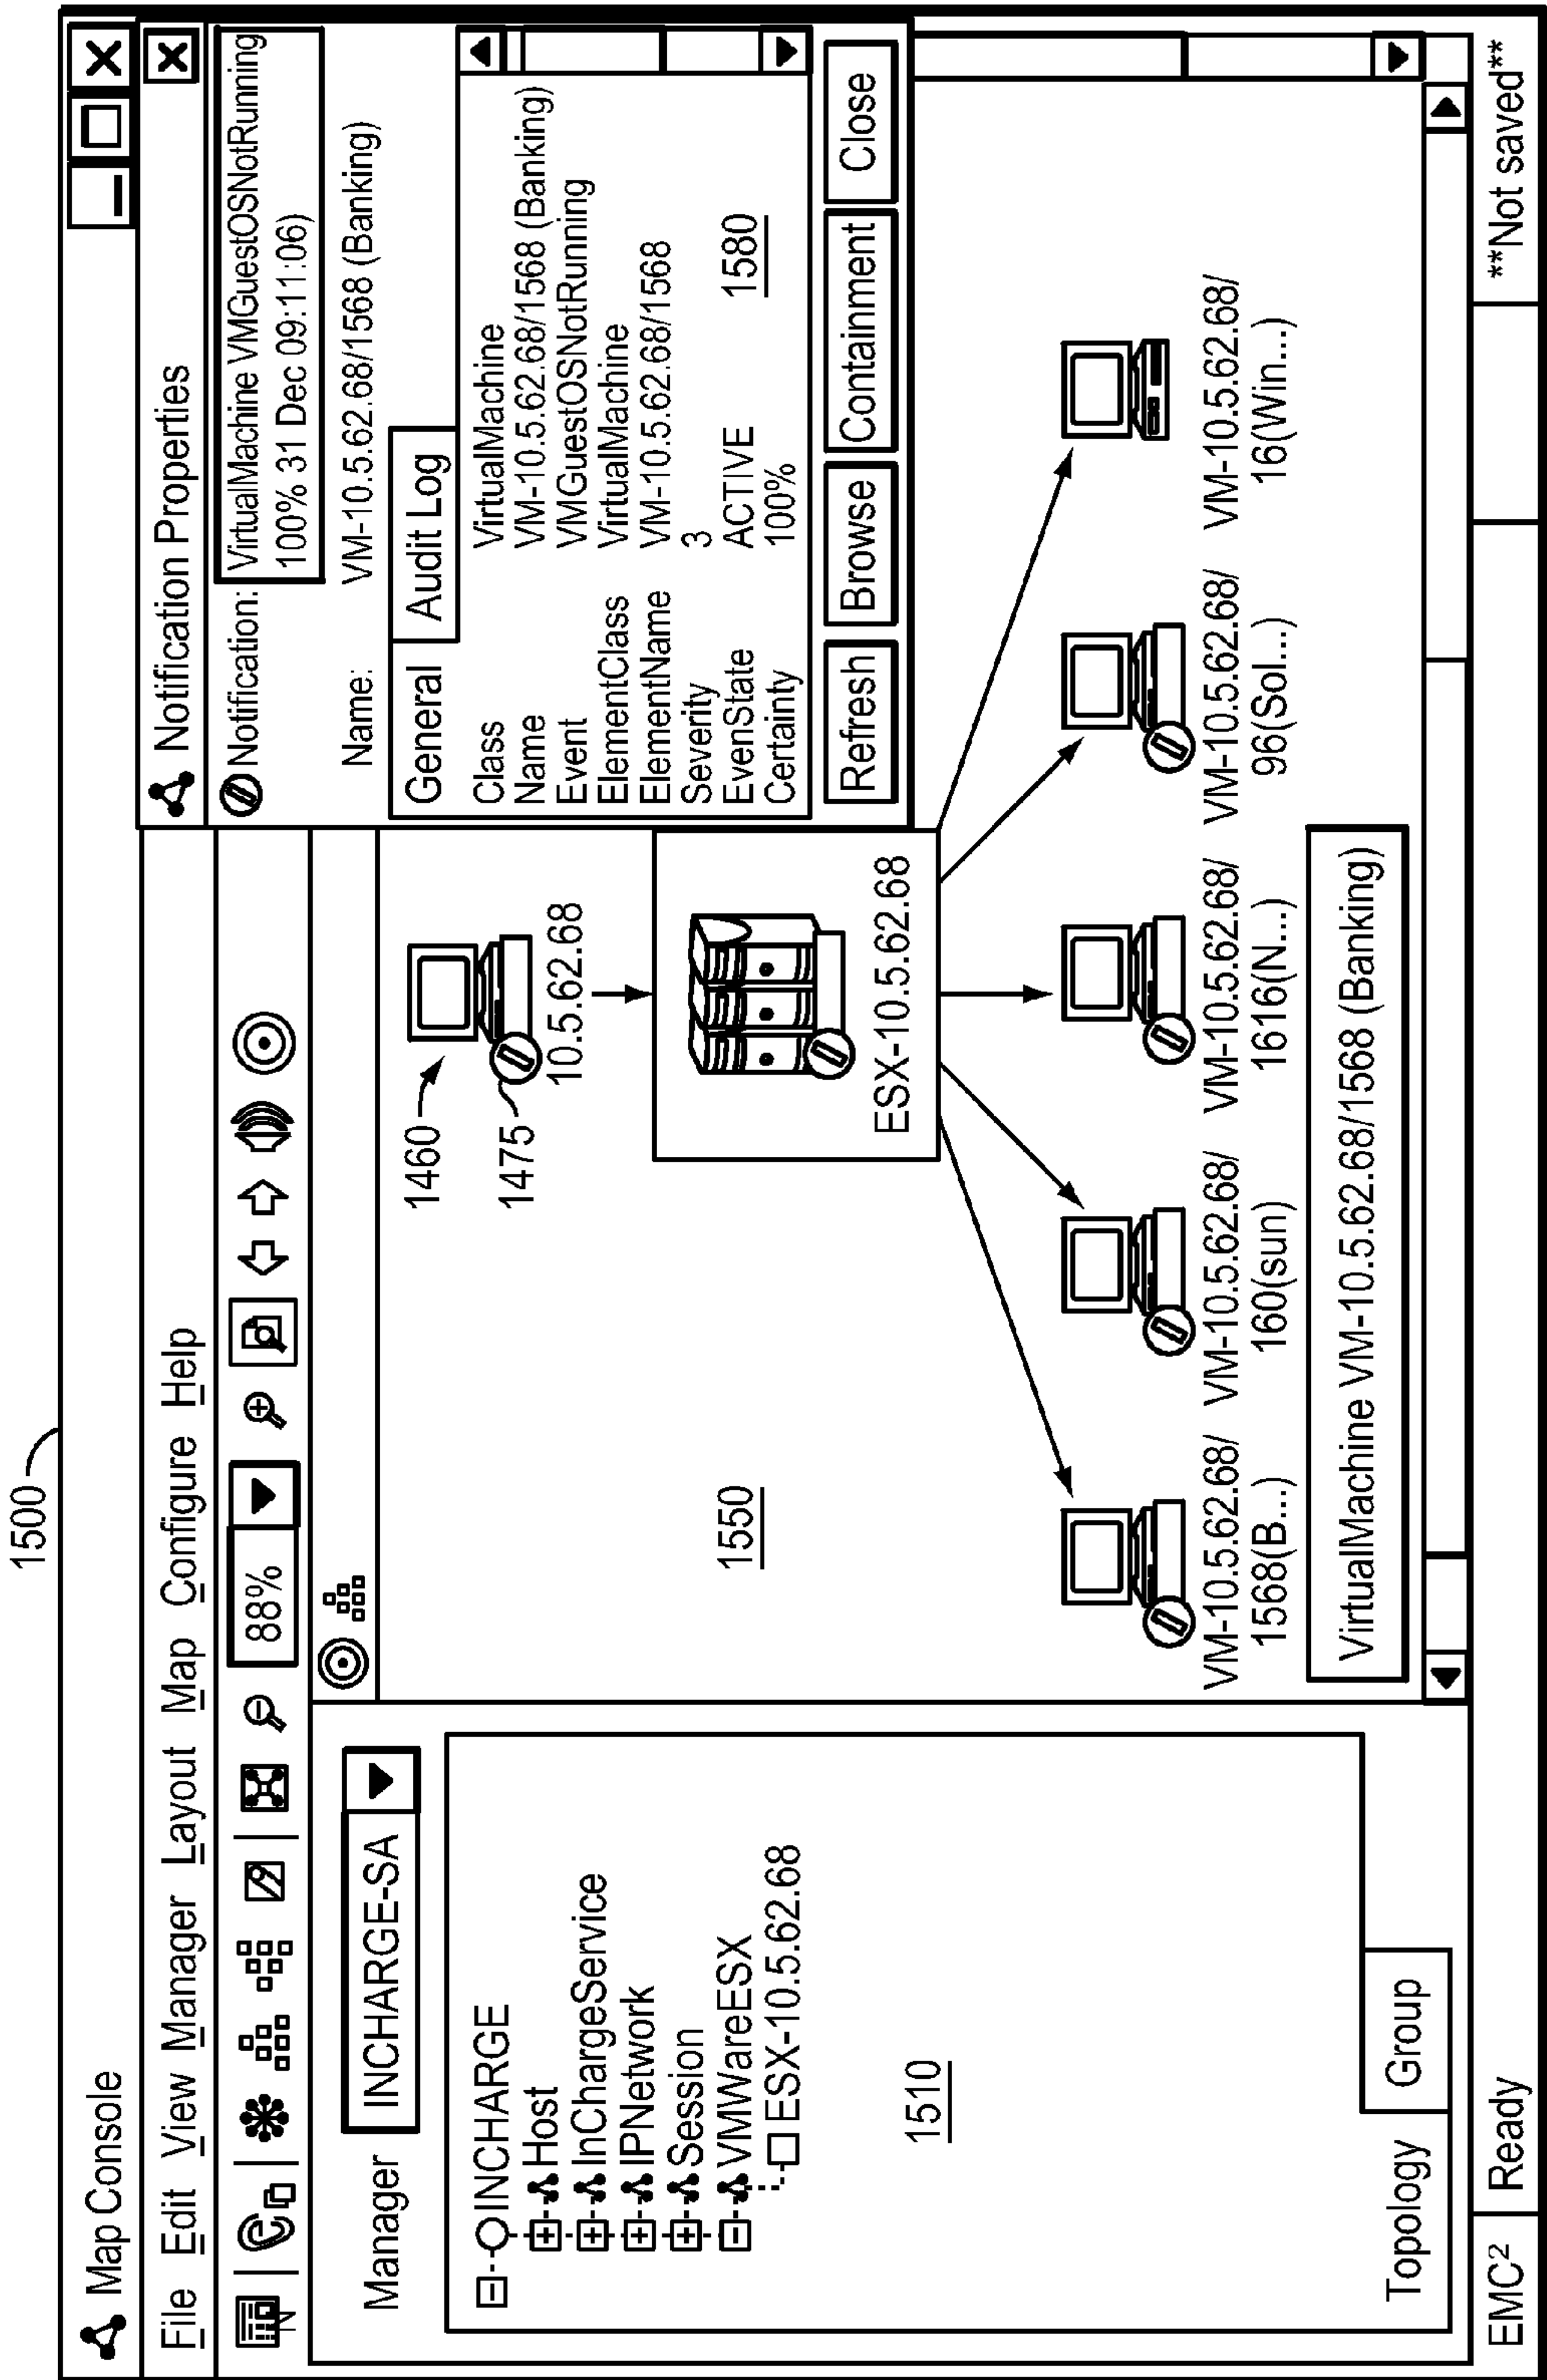 1500
Map Console
File Edit View Manager Layout Map Configure Help
88%
Manager INCHARGE-SA
INCHARGE
Host
InChargeService
IPNetwork
Session
VMWareESX
ESX-10.5.62.68
1510
Topology Group
1550
1460
1475
10.5.62.68
ESX-10.5.62.68
VM-10.5.62.68/
1568(B...)
VM-10.5.62.68/
160(sun)
VM-10.5.62.68/
1616(N...)
VM-10.5.62.68/
96(Sol...)
VM-10.5.62.68/
16(Win...)
VirtualMachine VM-10.5.62.68/1568 (Banking)
Notification Properties
Notification: VirtualMachine VMGuestOSNotRunning
100% 31 Dec 09:11:06)
Name: VM-10.5.62.68/1568 (Banking)
General Audit Log
Class VirtualMachine
Name VM-10.5.62.68/1568 (Banking)
Event VMGuestOSNotRunning
ElementClass VirtualMachine
ElementName VM-10.5.62.68/1568
Severity 3
EvenState ACTIVE
Certainty 100%
1580
Refresh Browse Containment Close
EMC² Ready **Not saved**